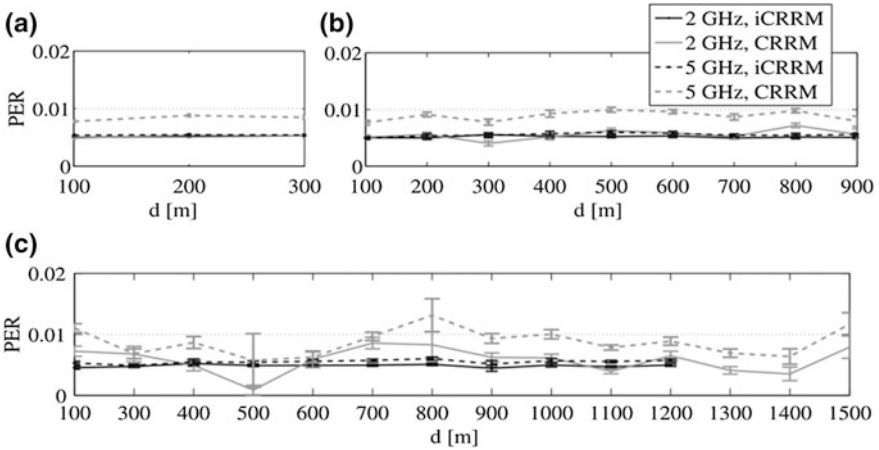 (a)
(b)
2 GHz, iCRRM
2 GHz, CRRM
5 GHz, iCRRM
5 GHz, CRRM
0.02
0.01
0
PER
100 200 300
d [m]
0.02
0.01
0
100 200 300 400 500 600 700 800 900
d [m]
(c)
0.02
0.01
0
PER
100 300 400 500 600 700 800 900 1000 1100 1200 1300 1400 1500
d [m]